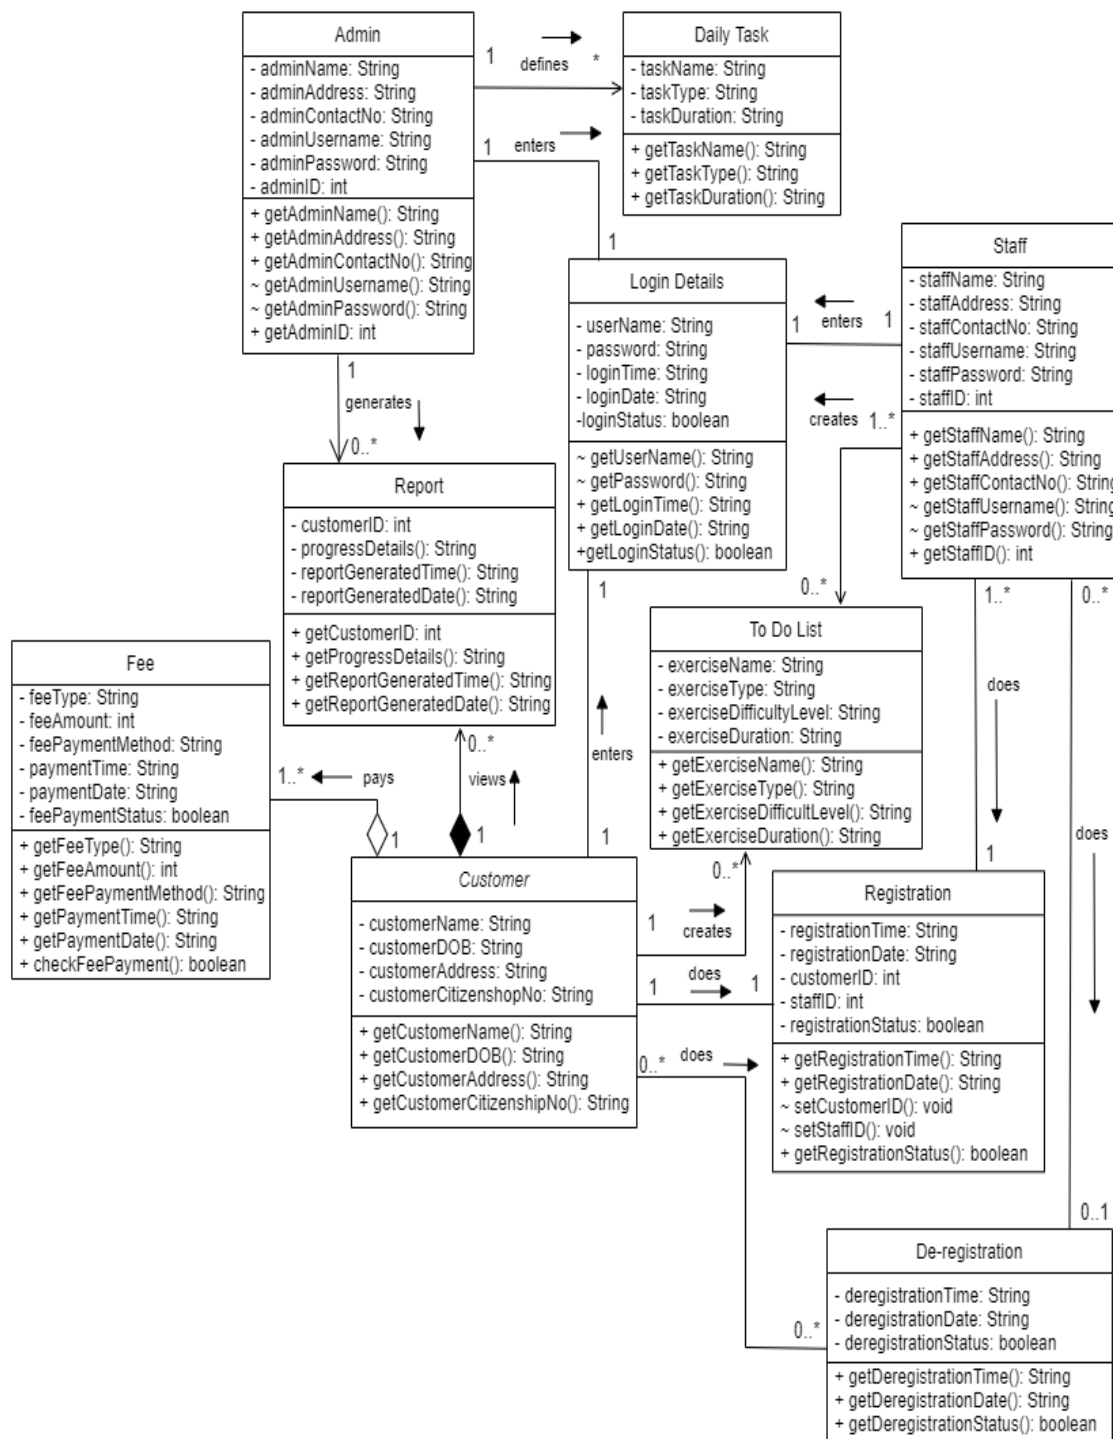 Admin
- adminName: String
- adminAddress: String
- adminContactNo: String
- adminUsername: String
- adminPassword: String
- adminID: int
+ getAdminName(): String
+ getAdminAddress(): String
+ getAdminContactNo(): String
~ getAdminUsername(): String
~ getAdminPassword(): String
+ getAdminID: int
1
defines
*
Daily Task
- taskName: String
- taskType: String
- taskDuration: String
+ getTaskName(): String
+ getTaskType(): String
+ getTaskDuration(): String
1
enters
1
Login Details
- userName: String
- password: String
- loginTime: String
- loginDate: String
-loginStatus: boolean
~ getUserName(): String
~ getPassword(): String
+ getLoginTime(): String
+ getLoginDate(): String
+getLoginStatus(): boolean
1
enters
1
Staff
- staffName: String
- staffAddress: String
- staffContactNo: String
- staffUsername: String
- staffPassword: String
- staffID: int
+ getStaffName(): String
+ getStaffAddress(): String
+ getStaffContactNo(): String
~ getStaffUsername(): String
~ getStaffPassword(): String
+ getStaffID(): int
creates
1..*
0..*
1
generates
0..*
Report
- customerID: int
- progressDetails(): String
- reportGeneratedTime(): String
- reportGeneratedDate(): String
+ getCustomerID: int
+ getProgressDetails(): String
+ getReportGeneratedTime(): String
+ getReportGeneratedDate(): String
1
enters
1
To Do List
- exerciseName: String
- exerciseType: String
- exerciseDifficultyLevel: String
- exerciseDuration: String
+ getExerciseName(): String
+ getExerciseType(): String
+ getExerciseDifficultLevel(): String
+ getExerciseDuration(): String
1..*
does
1
0..*
does
0..1
Fee
- feeType: String
- feeAmount: int
- feePaymentMethod: String
- paymentTime: String
- paymentDate: String
- feePaymentStatus: boolean
+ getFeeType(): String
+ getFeeAmount(): int
+ getFeePaymentMethod(): String
+ getPaymentTime(): String
+ getPaymentDate(): String
+ checkFeePayment(): boolean
1..*
pays
1
0..*
views
1
Customer
- customerName: String
- customerDOB: String
- customerAddress: String
- customerCitizenshopNo: String
+ getCustomerName(): String
+ getCustomerDOB(): String
+ getCustomerAddress(): String
+ getCustomerCitizenshipNo(): String
1
creates
0..*
1
does
1
Registration
- registrationTime: String
- registrationDate: String
- customerID: int
- staffID: int
- registrationStatus: boolean
+ getRegistrationTime(): String
+ getRegistrationDate(): String
~ setCustomerID(): void
~ setStaffID(): void
+ getRegistrationStatus(): boolean
0..*
does
0..*
De-registration
- deregistrationTime: String
- deregistrationDate: String
- deregistrationStatus: boolean
+ getDeregistrationTime(): String
+ getDeregistrationDate(): String
+ getDeregistrationStatus(): boolean